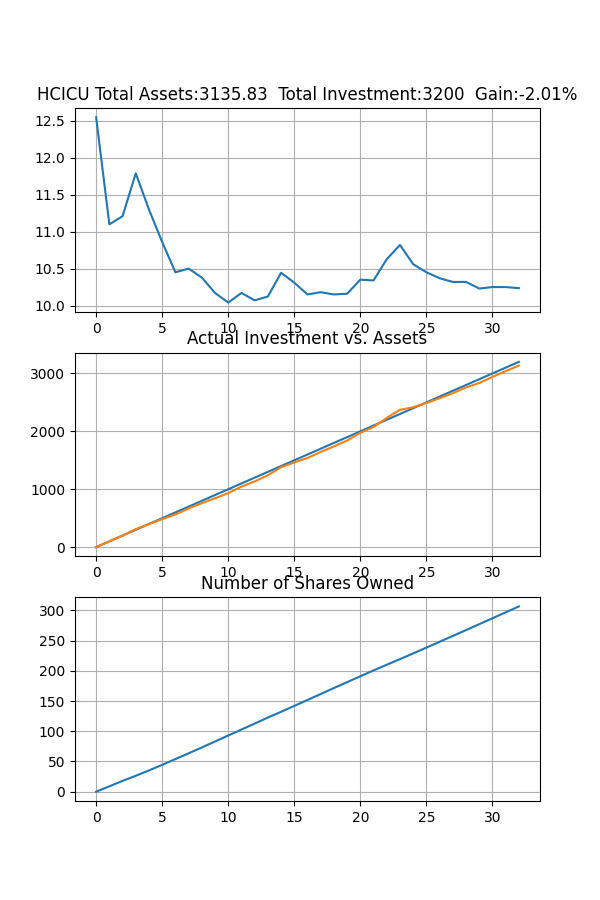 HCICU Total Assets:3135.83  Total Investment:3200  Gain:-2.01%
12.5
12.0
11.5
11.0
10.5
10.0
0 5 10 15 20 25 30
Actual Investment vs. Assets
3000
2000
1000
0
0 5 10 15 20 25 30
Number of Shares Owned
300
250
200
150
100
50
0
0 5 10 15 20 25 30